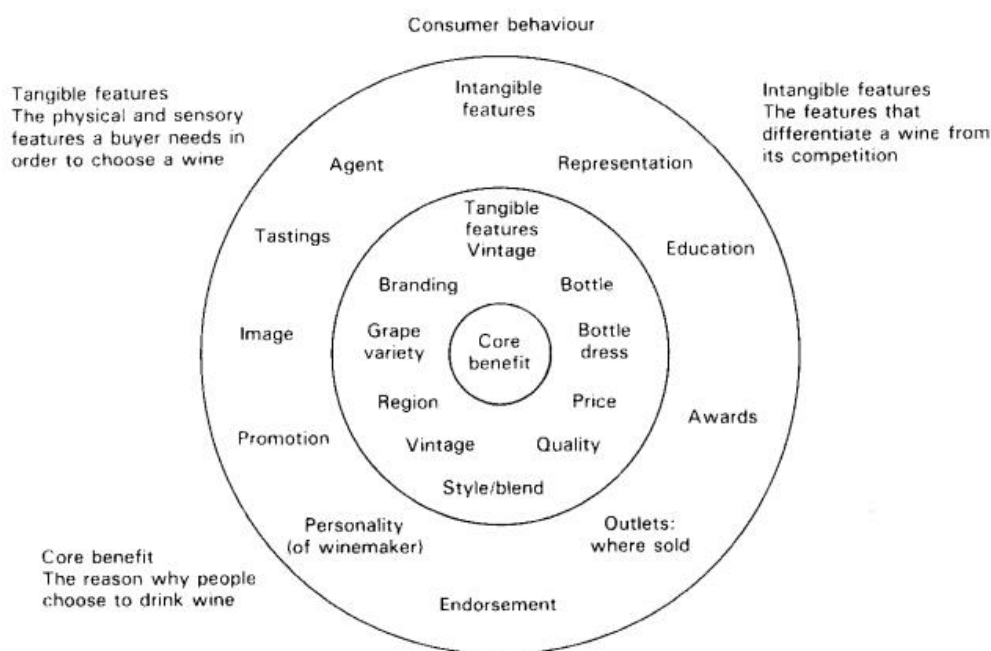 Consumer behaviour
Tangible features
The physical and sensory
features a buyer needs in
order to choose a wine
Intangible features
The features that
differentiate a wine from
its competition
Intangible
features
Agent
Representation
Tastings
Education
Image
Awards
Promotion
Personality
(of winemaker)
Outlets:
where sold
Endorsement
Tangible
features
Vintage
Branding
Bottle
Grape
variety
Bottle
dress
Region
Price
Vintage
Quality
Style/blend
Core
benefit
Core benefit
The reason why people
choose to drink wine